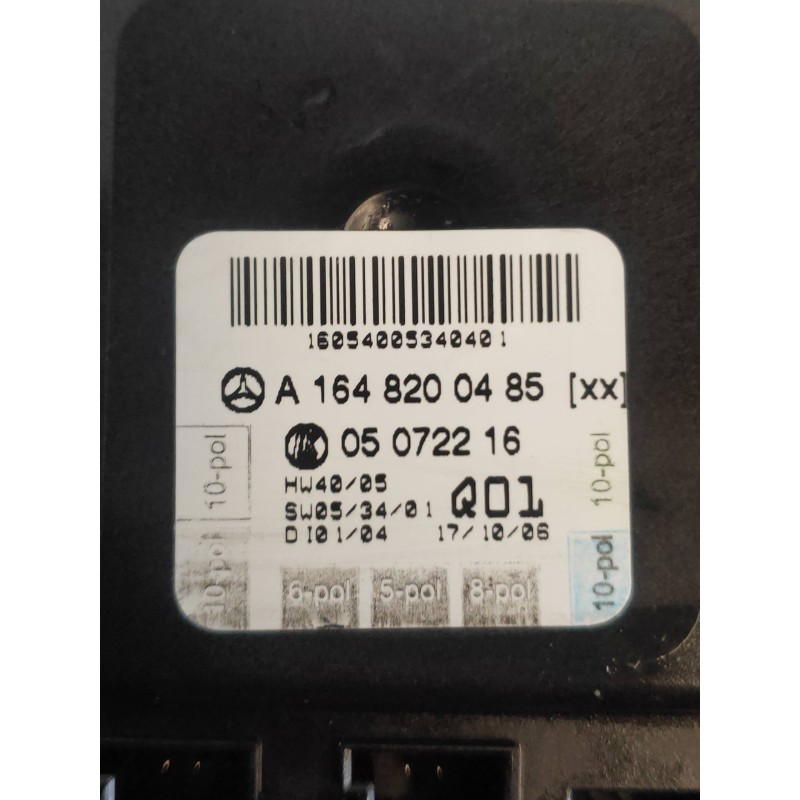 1605400534040 1
A 164 820 04 85 [xx]
05 0722 16
HW40/05
SW05/34/01
Q01
DI01/04 17/10/06
10-pol
10-pol
10-pol
10-pol
6-pol 5-pol 8-pol